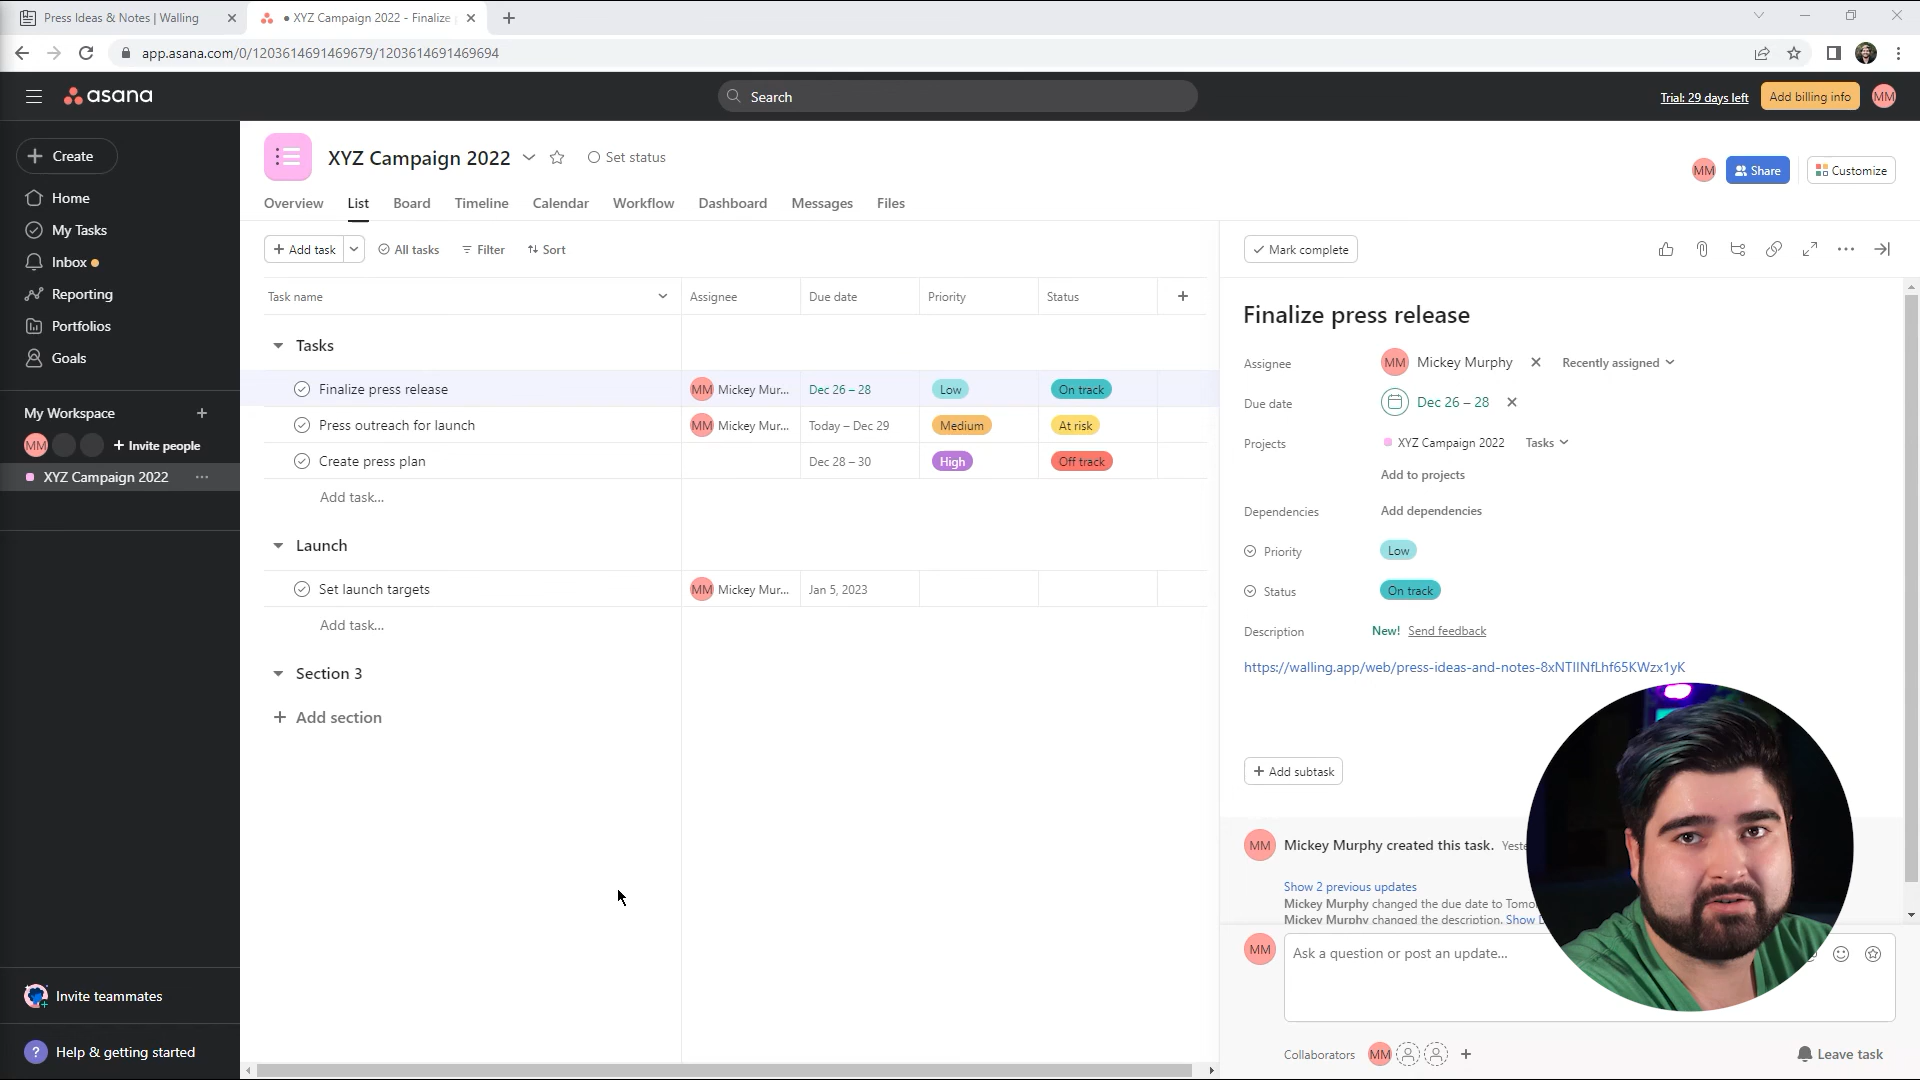 Press Ideas & Notes | Walling
• XYZ Campaign 2022 - Finalize
app.asana.com/0/1203614691469679/1203614691469694
asana
Search
Trial: 29 days left
Add billing info
MM
Create
Home
My Tasks
Inbox
Reporting
Portfolios
Goals
My Workspace
MM
Invite people
XYZ Campaign 2022
Invite teammates
? Help & getting started
XYZ Campaign 2022
Set status
MM
Share
Customize
Overview List Board Timeline Calendar Workflow Dashboard Messages Files
Add task All tasks Filter Sort
Task name Assignee Due date Priority Status
Tasks
Finalize press release MM Mickey Mur... Dec 26 – 28 Low On track
Press outreach for launch MM Mickey Mur... Today – Dec 29 Medium At risk
Create press plan Dec 28 – 30 High Off track
Add task...
Launch
Set launch targets MM Mickey Mur... Jan 5, 2023
Add task...
Section 3
Add section
Mark complete
Finalize press release
Assignee MM Mickey Murphy Recently assigned
Due date Dec 26 – 28
Projects XYZ Campaign 2022 Tasks
Add to projects
Dependencies Add dependencies
Priority Low
Status On track
Description New! Send feedback
https://walling.app/web/press-ideas-and-notes-8xNTIINfLhf65KWzx1yK
Add subtask
MM Mickey Murphy created this task. Yeste
Show 2 previous updates
Mickey Murphy changed the due date to Tomo
Mickey Murphy changed the description. Show D
MM Ask a question or post an update...
Collaborators MM
Leave task